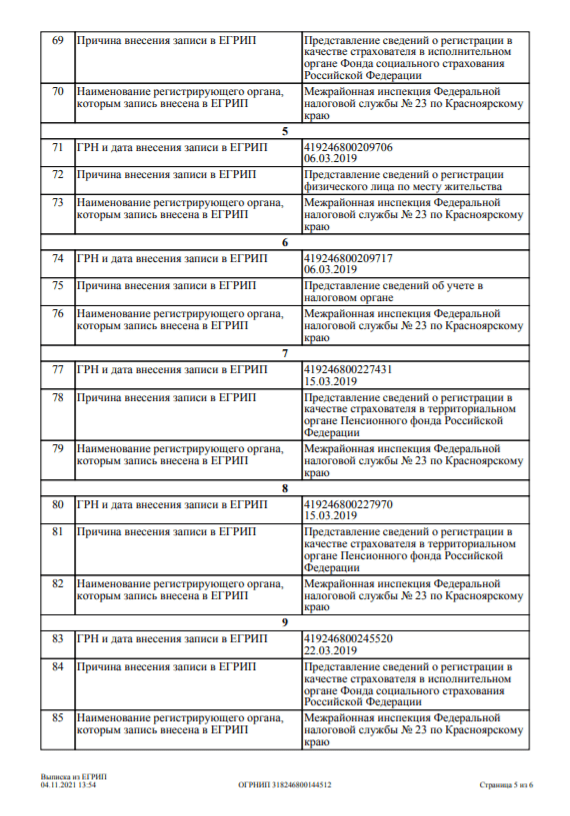 69 Причина внесения записи в ЕГРИП Представление сведений о регистрации в
качестве страхователя в исполнительном
органе Фонда социального страхования
Российской Федерации
70 Наименование регистрирующего органа, Межрайонная инспекция Федеральной
которым запись внесена в ЕГРИП налоговой службы № 23 по Красноярскому
краю
5
71 ГРН и дата внесения записи в ЕГРИП 419246800209706
06.03.2019
72 Причина внесения записи в ЕГРИП Представление сведений о регистрации
физического лица по месту жительства
73 Наименование регистрирующего органа, Межрайонная инспекция Федеральной
которым запись внесена в ЕГРИП налоговой службы № 23 по Красноярскому
краю
6
74 ГРН и дата внесения записи в ЕГРИП 419246800209717
06.03.2019
75 Причина внесения записи в ЕГРИП Представление сведений об учете в
налоговом органе
76 Наименование регистрирующего органа, Межрайонная инспекция Федеральной
которым запись внесена в ЕГРИП налоговой службы № 23 по Красноярскому
краю
7
77 ГРН и дата внесения записи в ЕГРИП 419246800227431
15.03.2019
78 Причина внесения записи в ЕГРИП Представление сведений о регистрации в
качестве страхователя в территориальном
органе Пенсионного фонда Российской
Федерации
79 Наименование регистрирующего органа, Межрайонная инспекция Федеральной
которым запись внесена в ЕГРИП налоговой службы № 23 по Красноярскому
краю
8
80 ГРН и дата внесения записи в ЕГРИП 419246800227970
15.03.2019
81 Причина внесения записи в ЕГРИП Представление сведений о регистрации в
качестве страхователя в территориальном
органе Пенсионного фонда Российской
Федерации
82 Наименование регистрирующего органа, Межрайонная инспекция Федеральной
которым запись внесена в ЕГРИП налоговой службы № 23 по Красноярскому
краю
9
83 ГРН и дата внесения записи в ЕГРИП 419246800245520
22.03.2019
84 Причина внесения записи в ЕГРИП Представление сведений о регистрации в
качестве страхователя в исполнительном
органе Фонда социального страхования
Российской Федерации
85 Наименование регистрирующего органа, Межрайонная инспекция Федеральной
которым запись внесена в ЕГРИП налоговой службы № 23 по Красноярскому
краю
Выписка из ЕГРИП
04.11.2021 13:54 ОГРНИП 318246800144512 Страница 5 из 6